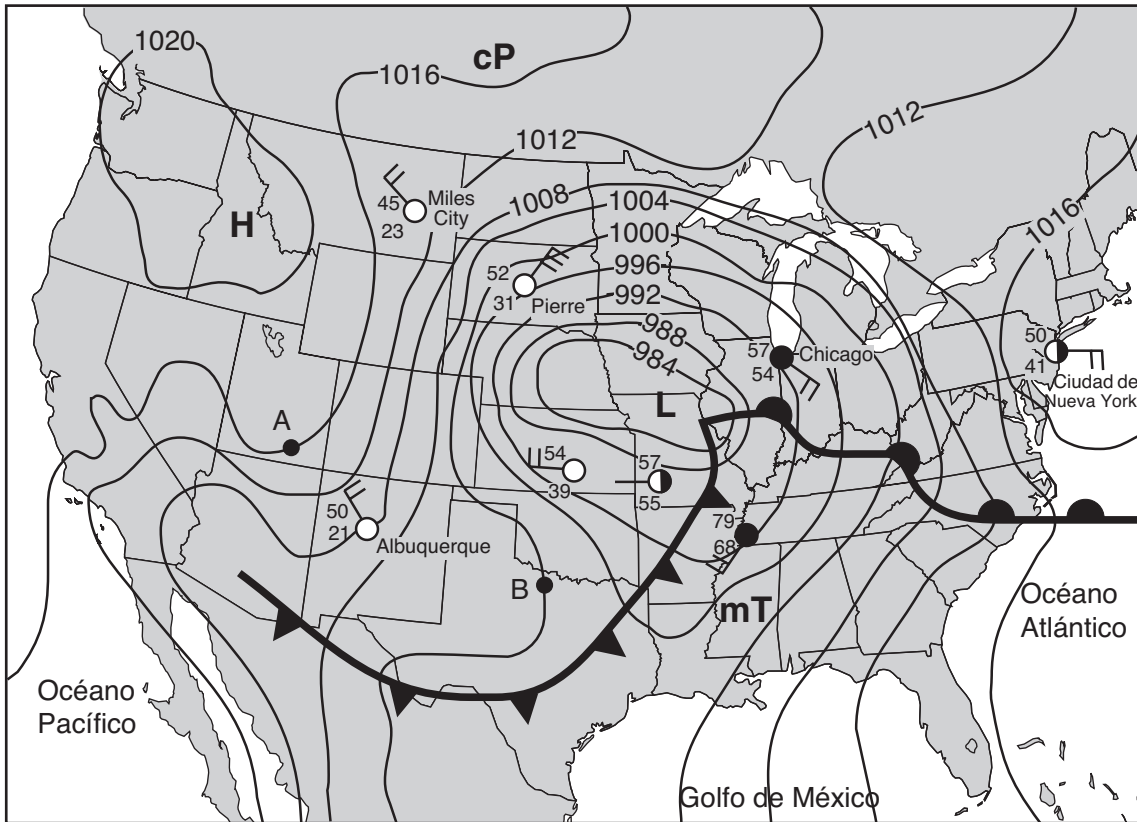 1020
cP
1016
1012
1012
1008
1004
1000
996
992
988
984
1016
H
45
Miles
City
23
52
31
Pierre
57
Chicago
54
50
41
Ciudad de
Nueva York
L
A
54
39
57
55
50
21
Albuquerque
79
68
B
mT
Océano
Atlántico
Océano
Pacífico
Golfo de México